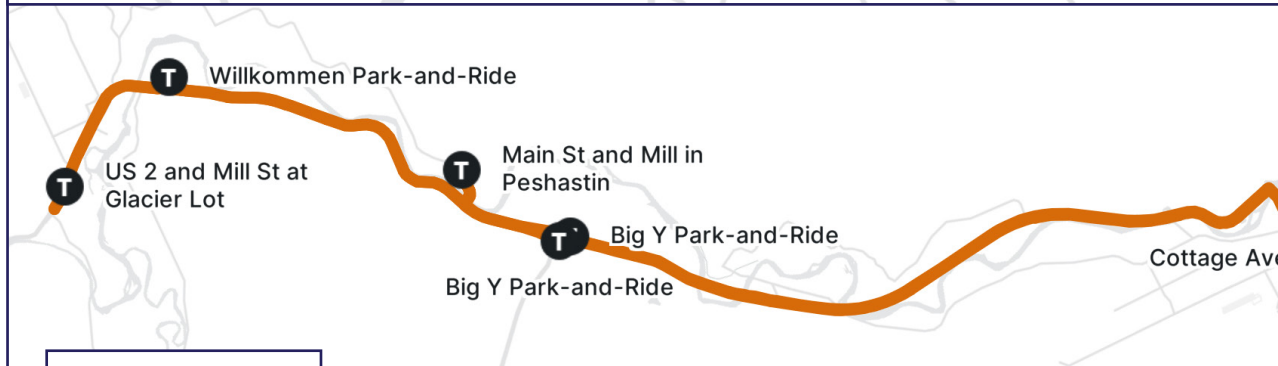 T Willkommen Park-and-Ride
T Main St and Mill in
Peshastin
T US 2 and Mill St at
Glacier Lot
T Big Y Park-and-Ride
Cottage Ave
Big Y Park-and-Ride